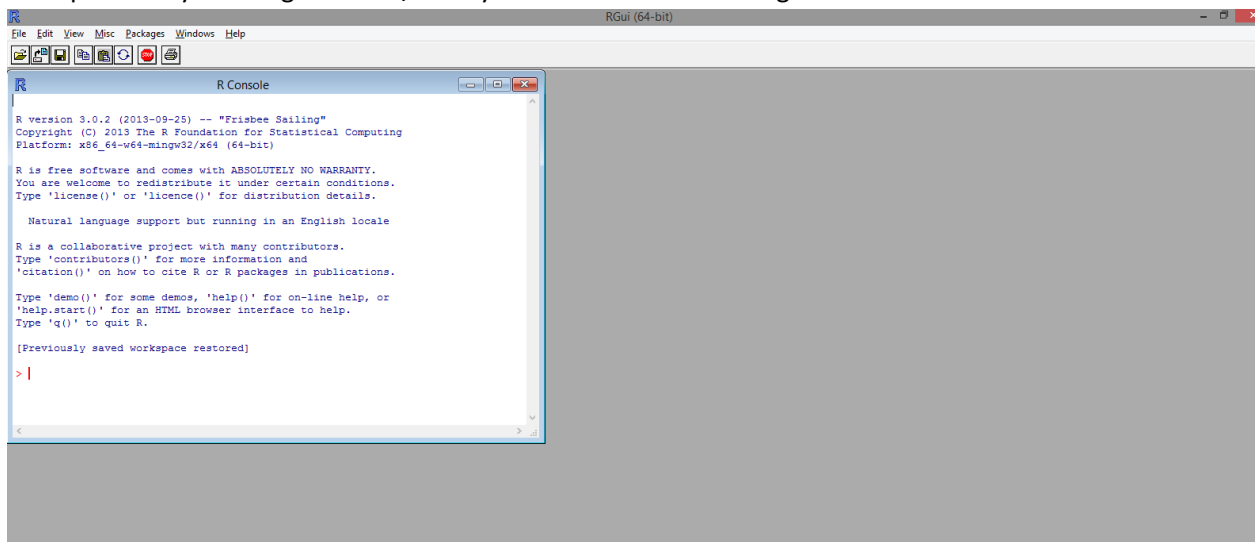 RGui (64-bit)
File Edit View Misc Packages Windows Help
STOP
R Console
R version 3.0.2 (2013-09-25) -- "Frisbee Sailing"
Copyright (C) 2013 The R Foundation for Statistical Computing
Platform: x86_64-w64-mingw32/x64 (64-bit)
R is free software and comes with ABSOLUTELY NO WARRANTY.
You are welcome to redistribute it under certain conditions.
Type 'license()' or 'licence()' for distribution details.
Natural language support but running in an English locale
R is a collaborative project with many contributors.
Type 'contributors()' for more information and
'citation()' on how to cite R or R packages in publications.
Type 'demo()' for some demos, 'help()' for on-line help, or
'help.start()' for an HTML browser interface to help.
Type 'q()' to quit R.
[Previously saved workspace restored]
>